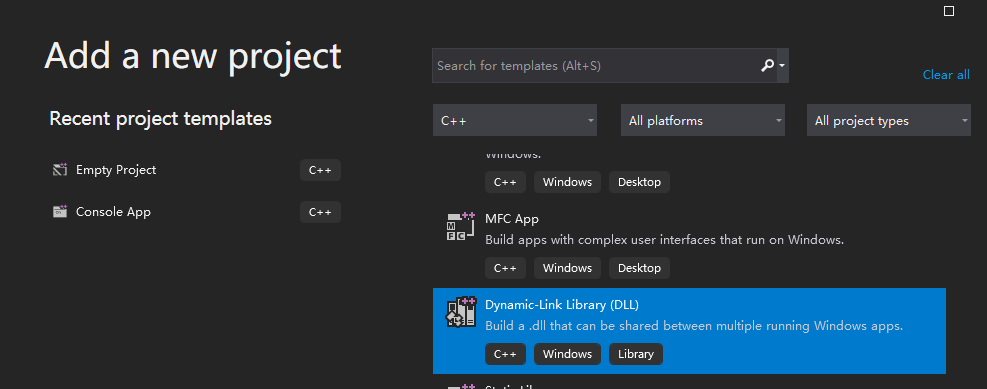 Add a new project
Search for templates (Alt+S)
Clear all
Recent project templates
C++
All platforms
All project types
Empty Project
C++
Console App
C++
Windows.
C++
Windows
Desktop
MFC App
Build apps with complex user interfaces that run on Windows.
C++
Windows
Desktop
Dynamic-Link Library (DLL)
Build a .dll that can be shared between multiple running Windows apps.
C++
Windows
Library